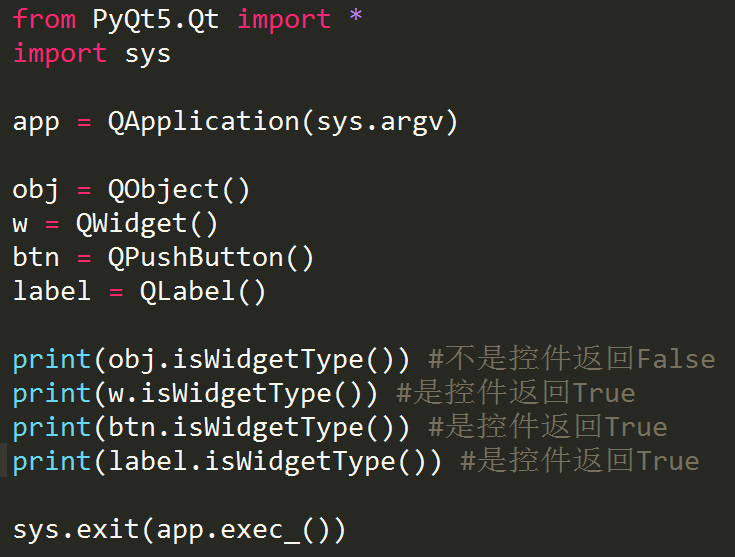 from PyQt5.Qt import *
import sys
app = QApplication(sys.argv)
obj = QObject()
w = QWidget()
btn = QPushButton()
label = QLabel()
print(obj.isWidgetType()) #不是控件返回False
print(w.isWidgetType()) #是控件返回True
print(btn.isWidgetType()) #是控件返回True
print(label.isWidgetType()) #是控件返回True
sys.exit(app.exec_())